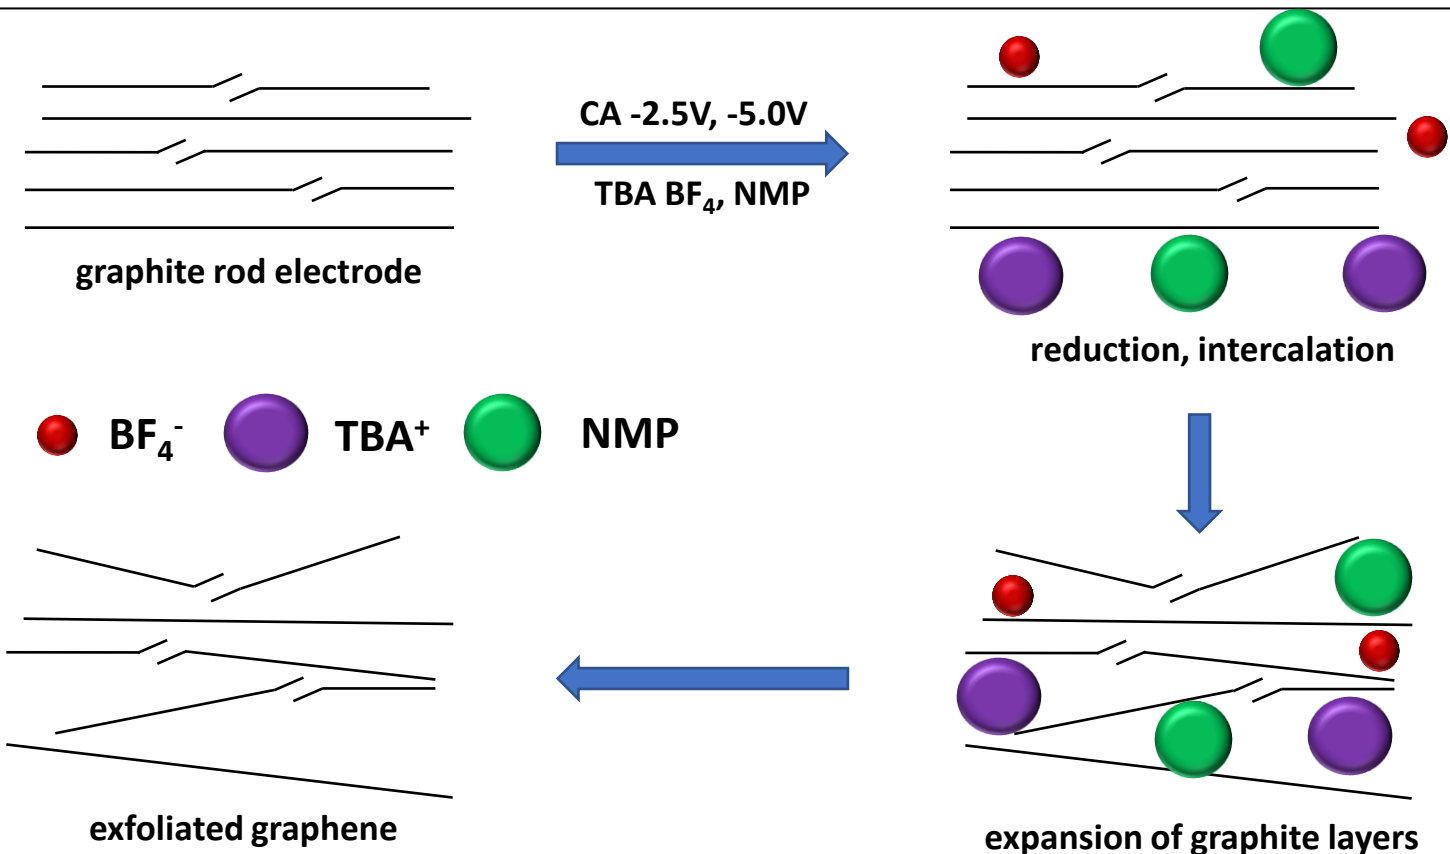 CA -2.5V, -5.0V
TBA BF₄, NMP
graphite rod electrode
reduction, intercalation
BF₄⁻
TBA⁺
NMP
exfoliated graphene
expansion of graphite layers